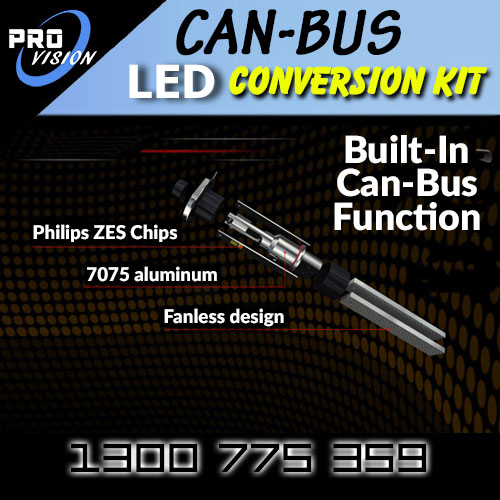 PRO
VISION
CAN-BUS
LED CONVERSION KIT
Built-In
Can-Bus
Function
Philips ZES Chips
7075 aluminum
Fanless design
1300 775 359